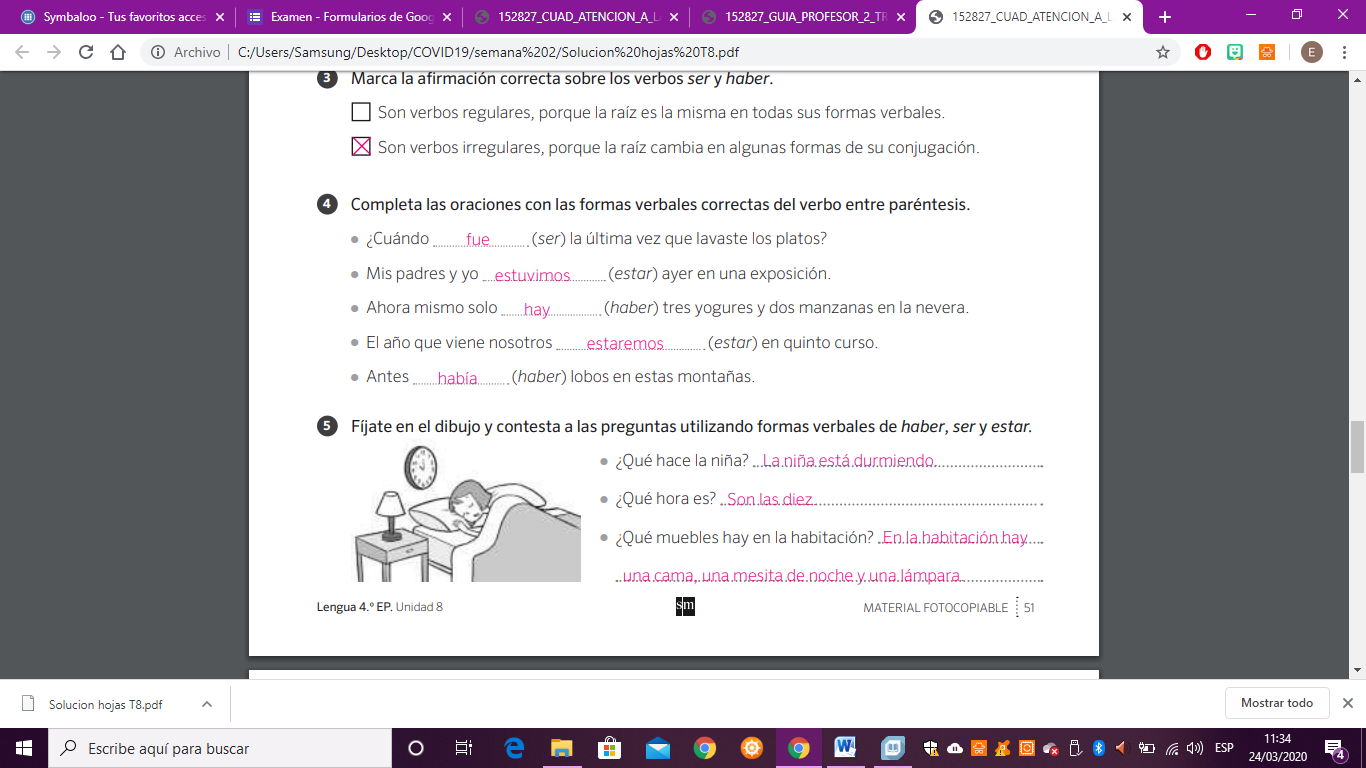 Symbaloo - Tus favoritos acces
Examen - Formularios de Goog
152827_CUAD_ATENCION_A_LA
152827_GUIA_PROFESOR_2_TR
152827_CUAD_ATENCION_A_L
Archivo
C:/Users/Samsung/Desktop/COVID19/semana%202/Solucion%20hojas%20T8.pdf
E
3 Marca la afirmación correcta sobre los verbos ser y haber.
Son verbos regulares, porque la raíz es la misma en todas sus formas verbales.
Son verbos irregulares, porque la raíz cambia en algunas formas de su conjugación.
4 Completa las oraciones con las formas verbales correctas del verbo entre paréntesis.
• ¿Cuándo fue (ser) la última vez que lavaste los platos?
• Mis padres y yo estuvimos (estar) ayer en una exposición.
• Ahora mismo solo hay (haber) tres yogures y dos manzanas en la nevera.
• El año que viene nosotros estaremos (estar) en quinto curso.
• Antes había (haber) lobos en estas montañas.
5 Fíjate en el dibujo y contesta a las preguntas utilizando formas verbales de haber, ser y estar.
• ¿Qué hace la niña? La niña está durmiendo.
• ¿Qué hora es? Son las diez.
• ¿Qué muebles hay en la habitación? En la habitación hay
una cama, una mesita de noche y una lámpara.
Lengua 4.º EP. Unidad 8
sm
MATERIAL FOTOCOPIABLE 51
Solucion hojas T8.pdf
Mostrar todo
Escribe aquí para buscar
ESP
11:34
24/03/2020
4